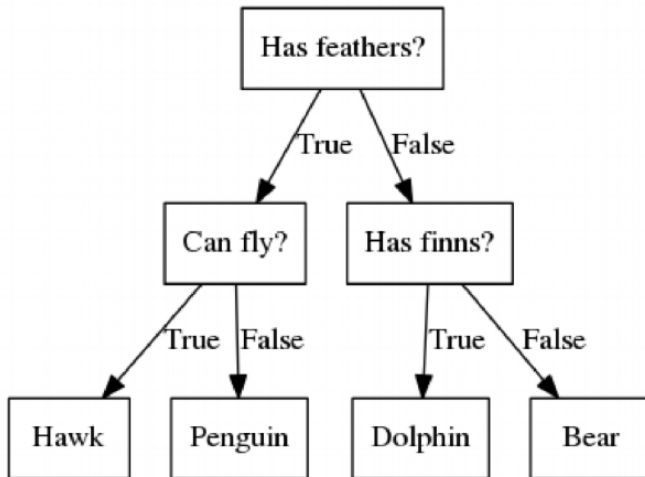 Has feathers?
True
False
Can fly?
Has finns?
True
False
True
False
Hawk
Penguin
Dolphin
Bear